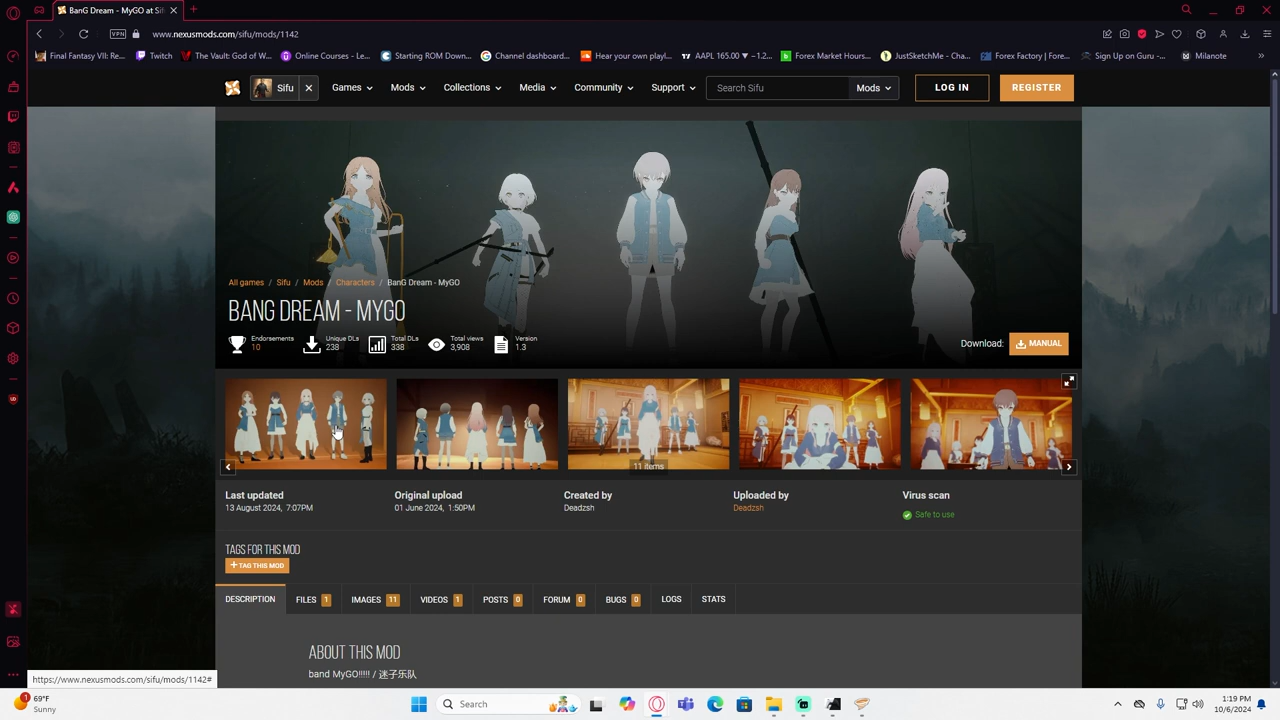 BanG Dream - MyGO at Sif
VPN www.nexusmods.com/sifu/mods/1142
Final Fantasy VII: Re... Twitch The Vault: God of W... Online Courses - Le... Starting ROM Down... Channel dashboard... Hear your own playl... AAPL 165.00 ▼ −1.2... Forex Market Hours... JustSketchMe - Cha... Forex Factory | Fore... Sign Up on Guru -... Milanote
Sifu Games Mods Collections Media Community Support Search Sifu Mods LOG IN REGISTER
All games / Sifu / Mods / Characters / BanG Dream - MyGO
BANG DREAM - MYGO
Endorsements Unique DLs Total DLs Total views Version
10 238 338 3,908 1.3
Download: MANUAL
11 items
Last updated Original upload Created by Uploaded by Virus scan
13 August 2024, 7:07PM 01 June 2024, 1:50PM Deadzsh Deadzsh Safe to use
TAGS FOR THIS MOD
+ TAG THIS MOD
DESCRIPTION FILES 1 IMAGES 11 VIDEOS 1 POSTS 0 FORUM 0 BUGS 0 LOGS STATS
ABOUT THIS MOD
band MyGO!!!!! / 迷子乐队
https://www.nexusmods.com/sifu/mods/1142#
1
69°F
Sunny
Search
1:19 PM
10/6/2024